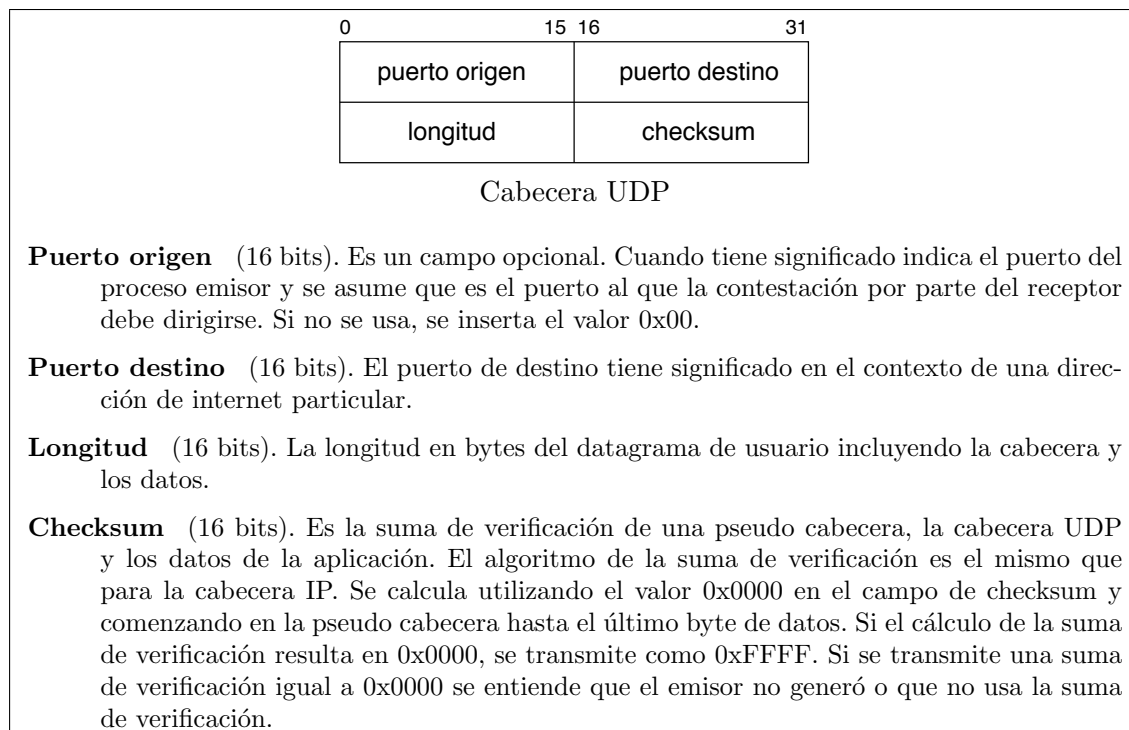 0 15 16 31
puerto origen puerto destino
longitud checksum
Cabecera UDP
Puerto origen (16 bits). Es un campo opcional. Cuando tiene significado indica el puerto del
proceso emisor y se asume que es el puerto al que la contestación por parte del receptor
debe dirigirse. Si no se usa, se inserta el valor 0x00.
Puerto destino (16 bits). El puerto de destino tiene significado en el contexto de una direc-
ción de internet particular.
Longitud (16 bits). La longitud en bytes del datagrama de usuario incluyendo la cabecera y
los datos.
Checksum (16 bits). Es la suma de verificación de una pseudo cabecera, la cabecera UDP
y los datos de la aplicación. El algoritmo de la suma de verificación es el mismo que
para la cabecera IP. Se calcula utilizando el valor 0x0000 en el campo de checksum y
comenzando en la pseudo cabecera hasta el último byte de datos. Si el cálculo de la suma
de verificación resulta en 0x0000, se transmite como 0xFFFF. Si se transmite una suma
de verificación igual a 0x0000 se entiende que el emisor no generó o que no usa la suma
de verificación.